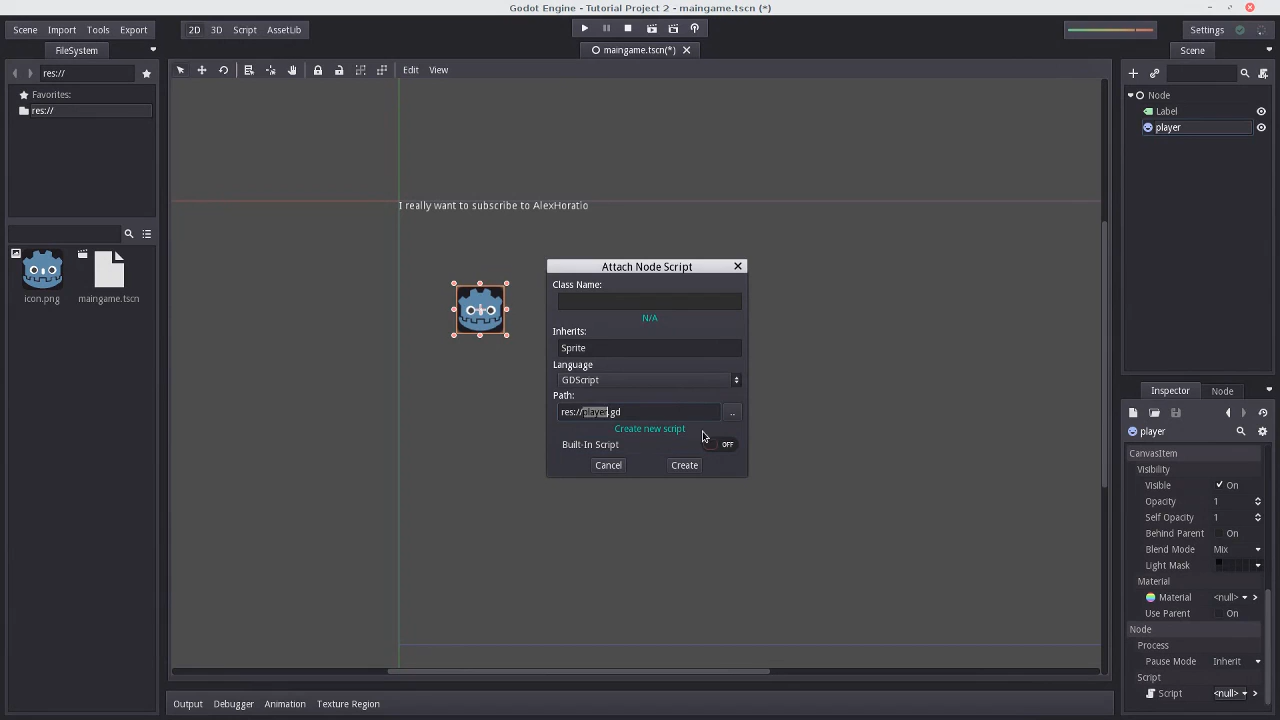 Godot Engine - Tutorial Project 2 - maingame.tscn (*)
Scene Import Tools Export
2D 3D Script AssetLib
Settings
FileSystem
maingame.tscn(*)
Scene
res://
Edit View
Favorites:
res://
Node
Label
player
I really want to subscribe to AlexHoratio
icon.png
maingame.tscn
Attach Node Script
Class Name:
N/A
Inherits:
Sprite
Language
GDScript
Path:
res://player.gd
..
Create new script
Built-In Script OFF
Cancel Create
Inspector Node
player
CanvasItem
Visibility
Visible On
Opacity 1
Self Opacity 1
Behind Parent On
Blend Mode Mix
Light Mask
Material
Material <null>
Use Parent On
Node
Process
Pause Mode Inherit
Script
Script <null>
Output Debugger Animation Texture Region